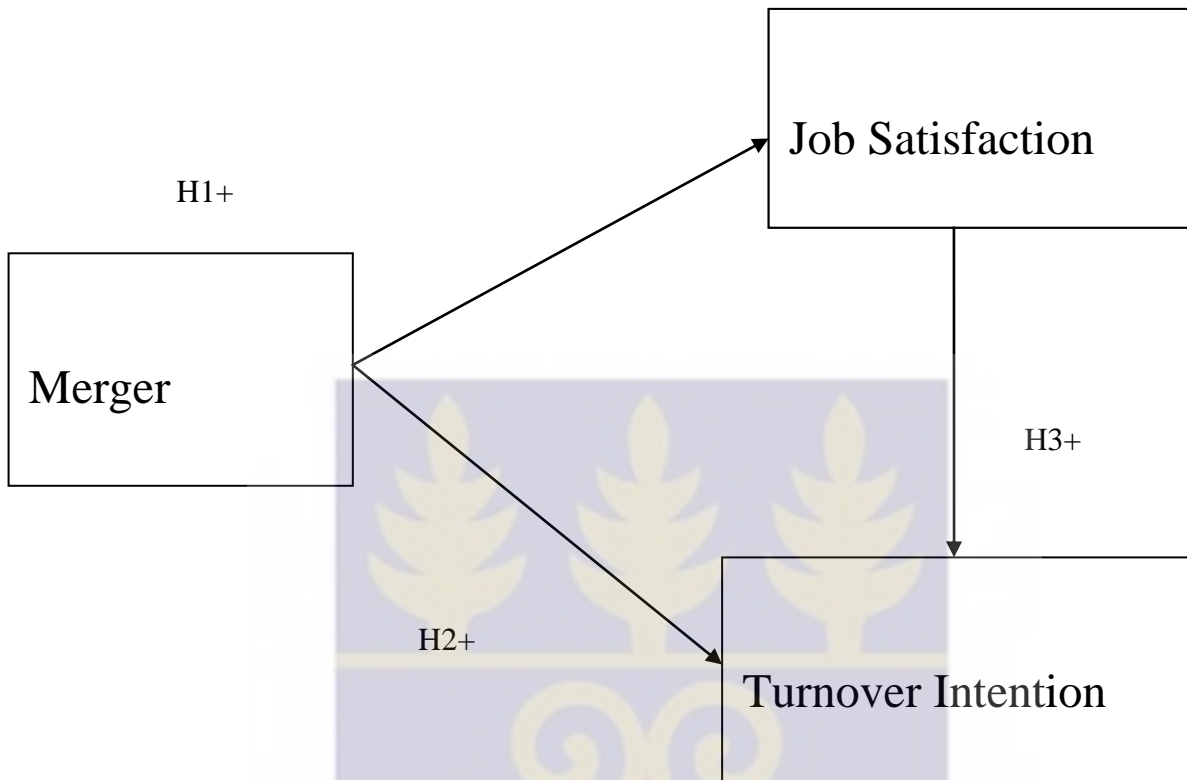 Job Satisfaction
H1+
Merger
H3+
H2+
Turnover Intention